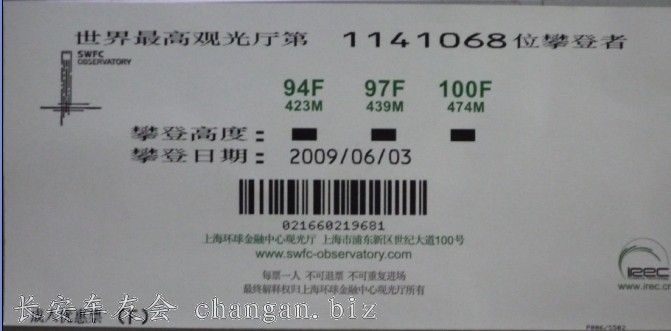 世界最高观光厅第 1141068位攀登者
SWFC
OBSERVATORY
94F 97F 100F
423M 439M 474M
攀登高度：
攀登日期：2009/06/03
021660219681
上海环球金融中心观光厅 上海市浦东新区世纪大道100号
www.swfc-observatory.com
每票一人 不可退票 不可重复进场
最终解释权归上海环球金融中心观光厅所有
IREC
www.irec.cn
长安车友会 changan.biz